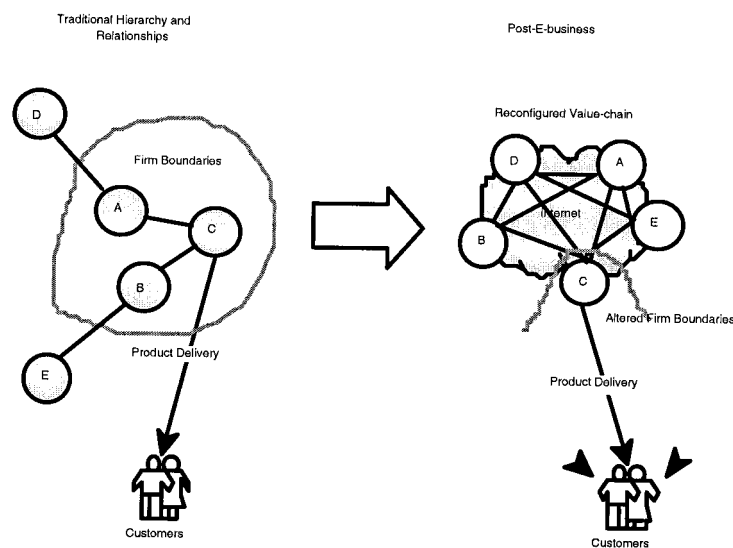 Traditional Hierarchy and
Relationships
D
Firm Boundaries
A
C
B
E
Product Delivery
Customers
Post-E-business
Reconfigured Value-chain
D
A
Internet
B
E
C
Altered Firm Boundaries
Product Delivery
Customers